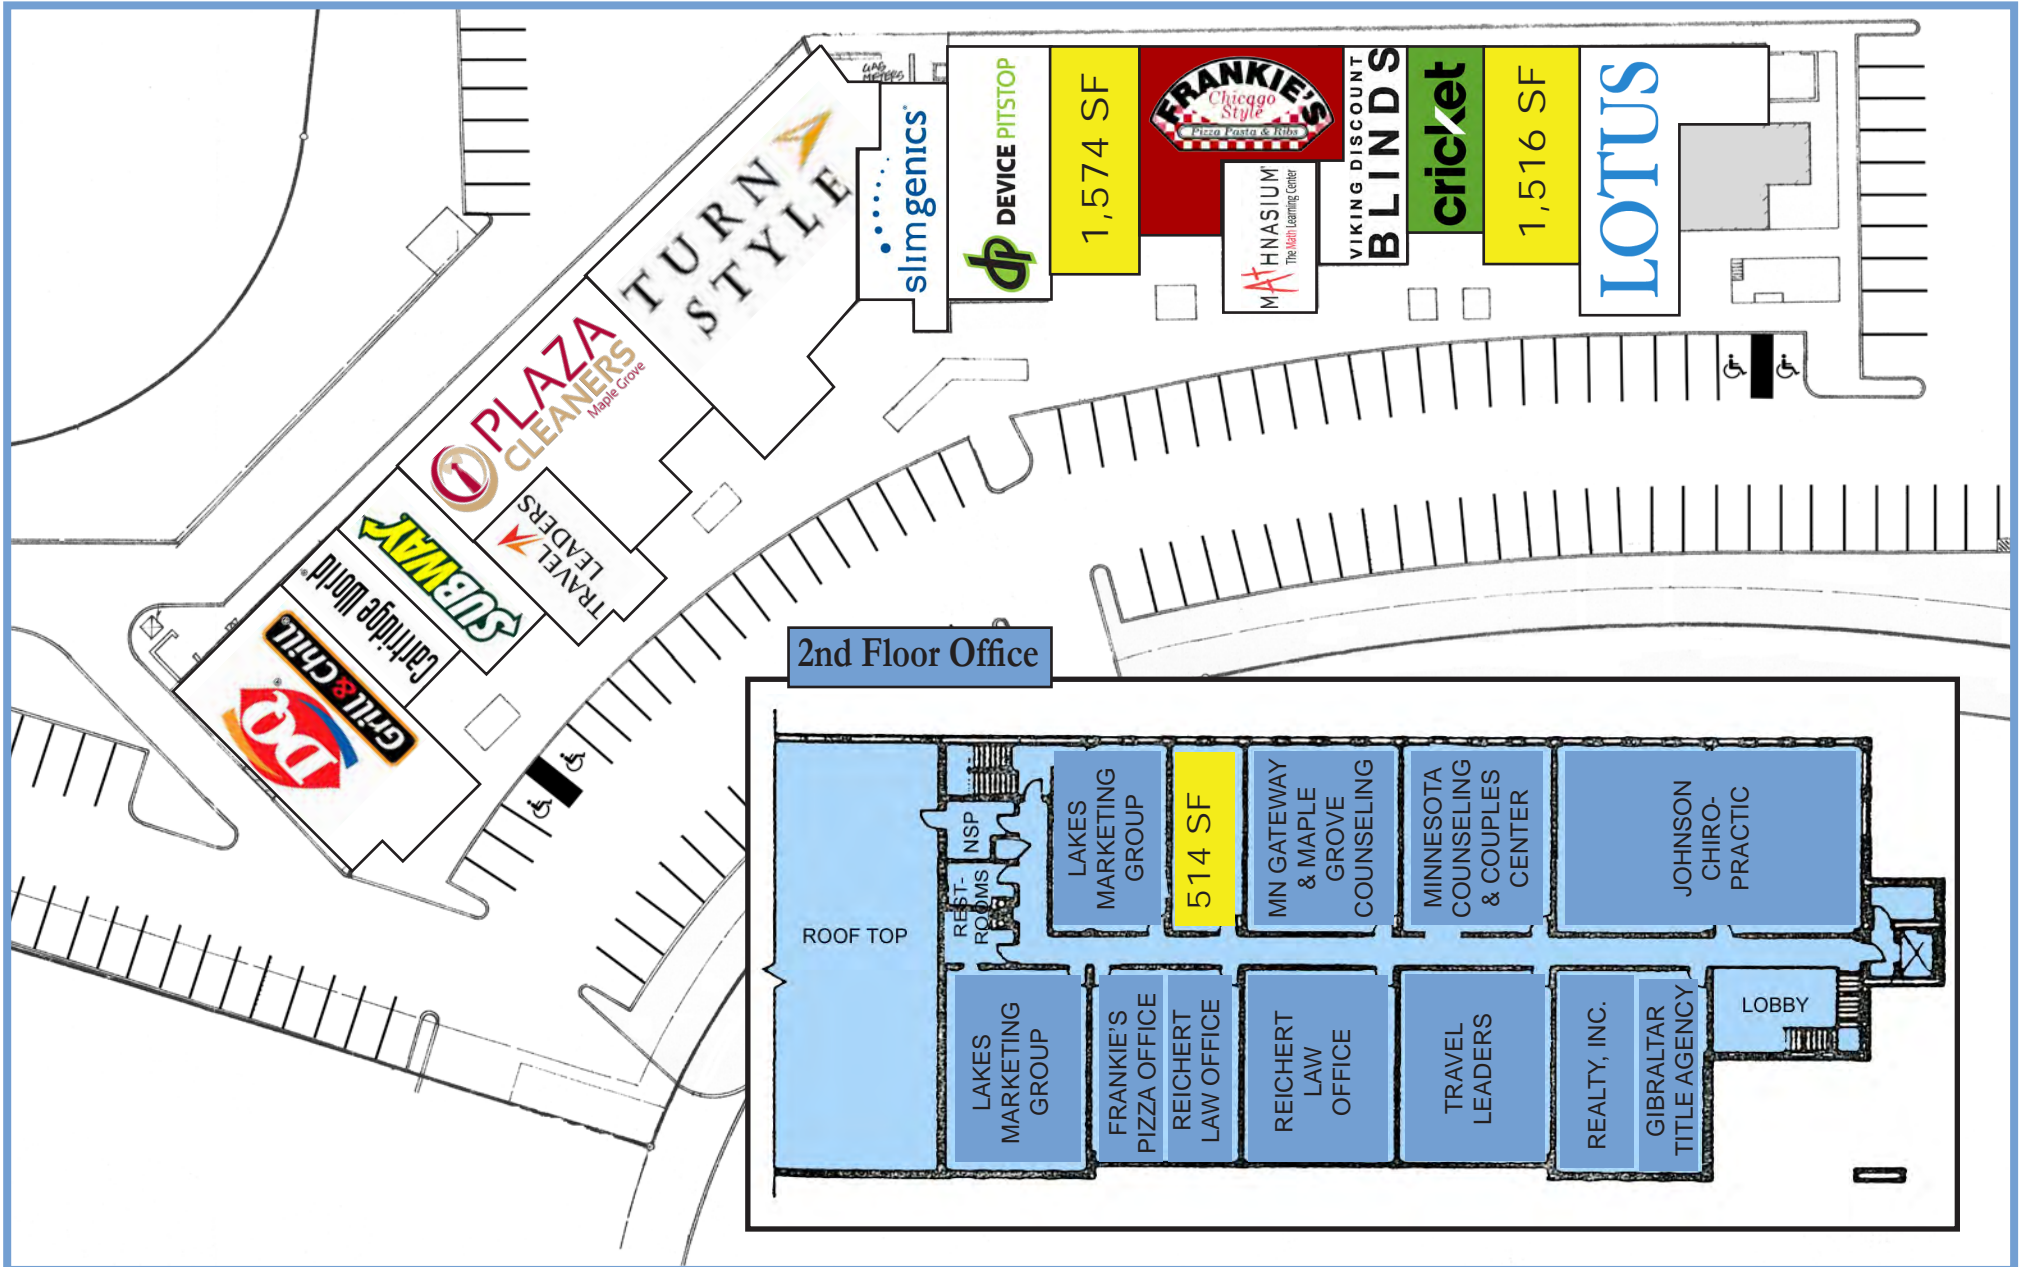 GAS
METERS
TURN
STYLE
slimgenics®
DEVICE PITSTOP
dp
1,574 SF
FRANKIE'S
Chicago
Style
Pizza Pasta & Ribs
MA+HNASIUM®
The Math Learning Center
VIKING DISCOUNT
BLINDS
cricket
1,516 SF
LOTUS
PLAZA
CLEANERS
Maple Grove
TRAVEL
LEADERS
SUBWAY®
Cartridge World®
DQ®
Grill & Chill®
2nd Floor Office
ROOF TOP
NSP
REST-
ROOMS
LAKES
MARKETING
GROUP
514 SF
MN GATEWAY
& MAPLE
GROVE
COUNSELING
MINNESOTA
COUNSELING
& COUPLES
CENTER
JOHNSON
CHIRO-
PRACTIC
LAKES
MARKETING
GROUP
FRANKIE'S
PIZZA OFFICE
REICHERT
LAW OFFICE
REICHERT
LAW
OFFICE
TRAVEL
LEADERS
REALTY, INC.
GIBRALTAR
TITLE AGENCY
LOBBY